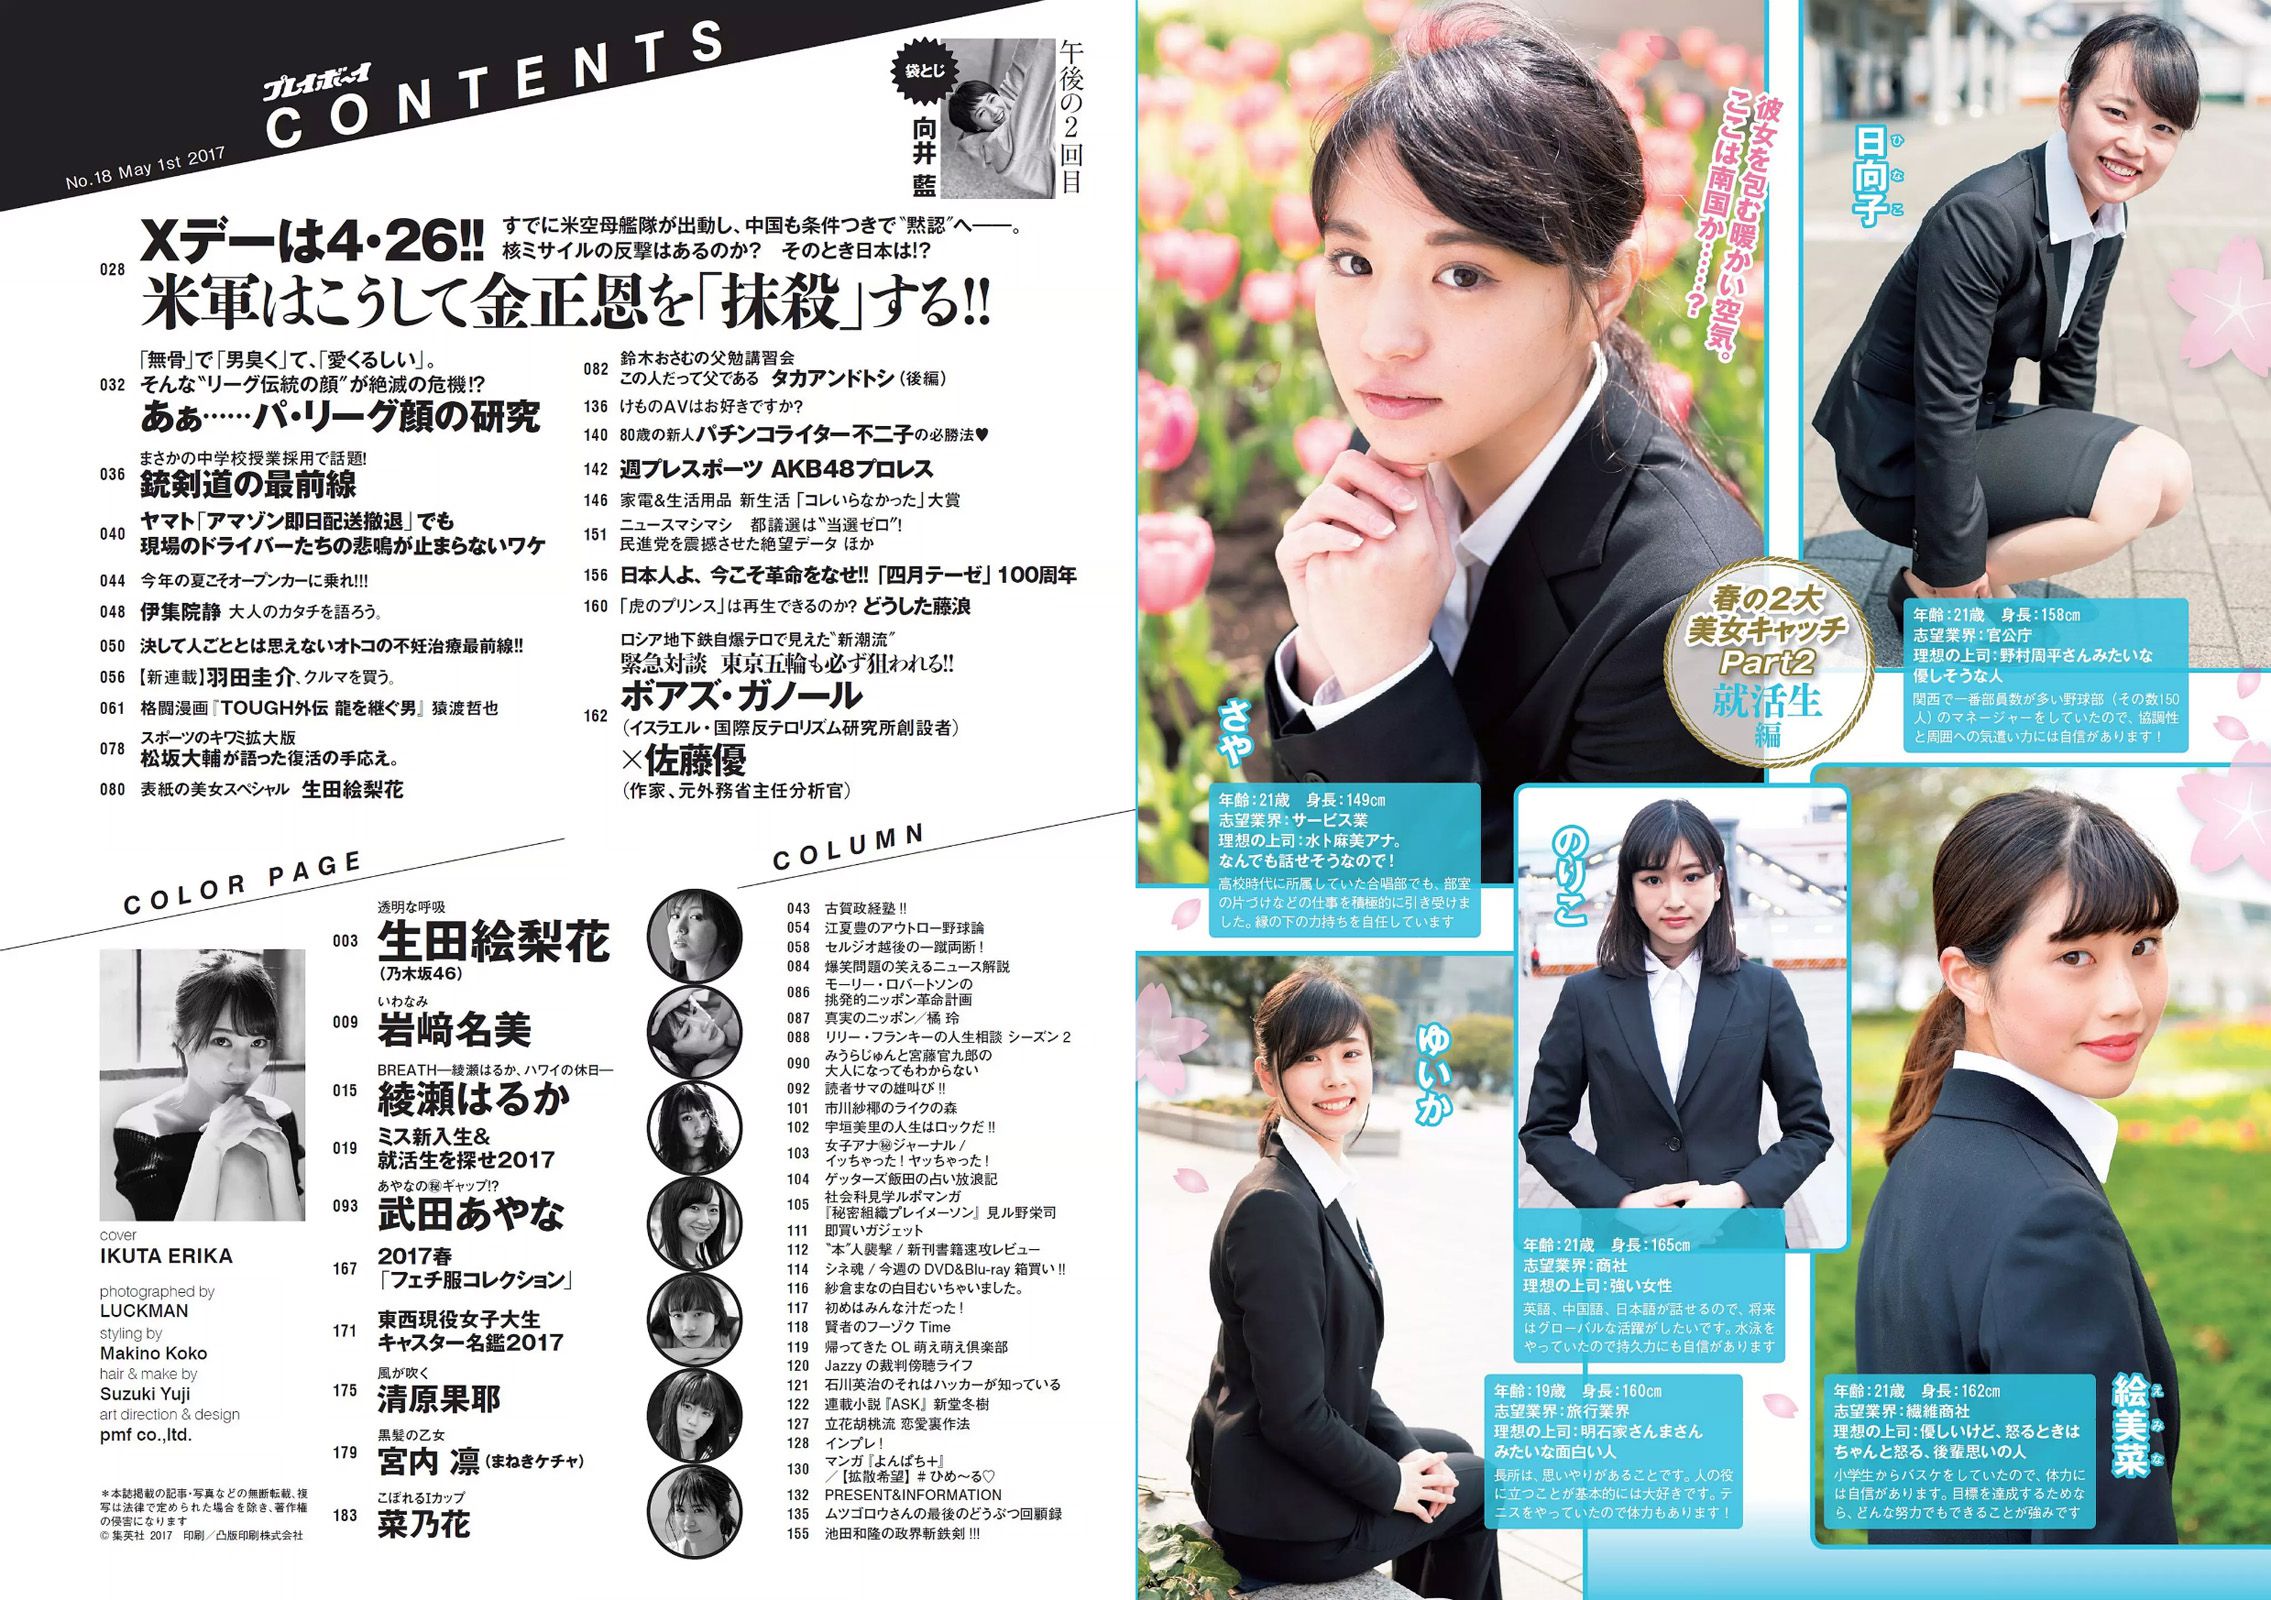 プレイボーイ
CONTENTS
No.18 May 1st 2017
袋とじ
午後の2回目
向井 藍
028
Xデーは4・26!!
すでに米空母艦隊が出動し、中国も条件つきで〝黙認〟へ——。
核ミサイルの反撃はあるのか? そのとき日本は!?
米軍はこうして金正恩を「抹殺」する!!
「無骨」で「男臭く」て、「愛くるしい」。
032 そんな〝リーグ伝統の顔〟が絶滅の危機!?
あぁ……パ・リーグ顔の研究
まさかの中学校授業採用で話題!
036 銃剣道の最前線
ヤマト「アマゾン即日配送撤退」でも
040 現場のドライバーたちの悲鳴が止まらないワケ
044 今年の夏こそオープンカーに乗れ!!!
048 伊集院静 大人のカタチを語ろう。
050 決して人ごととは思えないオトコの不妊治療最前線!!
056 【新連載】羽田圭介、クルマを買う。
061 格闘漫画『TOUGH外伝 龍を継ぐ男』 猿渡哲也
スポーツのキワミ拡大版
078 松坂大輔が語った復活の手応え。
080 表紙の美女スペシャル 生田絵梨花
鈴木おさむの父勉講習会
082 この人だって父である タカアンドトシ(後編)
136 けものAVはお好きですか?
140 80歳の新人パチンコライター不二子の必勝法♥
142 週プレスポーツ AKB48プロレス
146 家電&生活用品 新生活「コレいらなかった」大賞
ニュースマシマシ 都議選は〝当選ゼロ〟!
151 民進党を震撼させた絶望データ ほか
156 日本人よ、今こそ革命をなせ!!「四月テーゼ」100周年
160 「虎のプリンス」は再生できるのか? どうした藤浪
ロシア地下鉄自爆テロで見えた〝新潮流〟
緊急対談 東京五輪も必ず狙われる!!
ボアズ・ガノール
162 (イスラエル・国際反テロリズム研究所創設者)
×佐藤優
(作家、元外務省主任分析官)
COLOR PAGE
cover
IKUTA ERIKA
photographed by
LUCKMAN
styling by
Makino Koko
hair & make by
Suzuki Yuji
art direction & design
pmf co.,ltd.
＊本誌掲載の記事・写真などの無断転載、複
写は法律で定められた場合を除き、著作権
の侵害になります
© 集英社 2017 印刷/凸版印刷株式会社
透明な呼吸
003 生田絵梨花
(乃木坂46)
いわなみ
009 岩﨑名美
BREATH—綾瀬はるか、ハワイの休日—
015 綾瀬はるか
ミス新入生&
019 就活生を探せ2017
あやなの㊙ギャップ!?
093 武田あやな
2017春
167 「フェチ服コレクション」
171 東西現役女子大生
キャスター名鑑2017
風が吹く
175 清原果耶
黒髪の乙女
179 宮内 凛(まねきケチャ)
こぼれるIカップ
183 菜乃花
COLUMN
043 古賀政経塾!!
054 江夏豊のアウトロー野球論
058 セルジオ越後の一蹴両断!
084 爆笑問題の笑えるニュース解説
086 モーリー・ロバートソンの
挑発的ニッポン革命計画
087 真実のニッポン/橘 玲
088 リリー・フランキーの人生相談 シーズン2
090 みうらじゅんと宮藤官九郎の
大人になってもわからない
092 読者サマの雄叫び!!
101 市川紗椰のライクの森
102 宇垣美里の人生はロックだ!!
103 女子アナ㊙ジャーナル/
イッちゃった!ヤッちゃった!
104 ゲッターズ飯田の占い放浪記
105 社会科見学ルポマンガ
『秘密組織プレイメーソン』見ル野栄司
111 即買いガジェット
112 〝本〟人襲撃/新刊書籍速攻レビュー
114 シネ魂/今週のDVD&Blu-ray箱買い!!
116 紗倉まなの白目むいちゃいました。
117 初めはみんな汁だった!
118 賢者のフーゾクTime
119 帰ってきたOL萌え萌え倶楽部
120 Jazzyの裁判傍聴ライフ
121 石川英治のそれはハッカーが知っている
122 連載小説『ASK』新堂冬樹
127 立花胡桃流 恋愛裏作法
128 インプレ!
130 マンガ『よんぱち+』
/【拡散希望】#ひめ〜る♡
132 PRESENT&INFORMATION
135 ムツゴロウさんの最後のどうぶつ回顧録
155 池田和隆の政界斬鉄剣!!!
彼女を包む暖かい空気。
ここは南国か……?
さや
年齢:21歳 身長:149cm
志望業界:サービス業
理想の上司:水卜麻美アナ。
なんでも話せそうなので!
高校時代に所属していた合唱部でも、部室
の片づけなどの仕事を積極的に引き受けま
した。縁の下の力持ちを自任しています
日向子
ひなこ
年齢:21歳 身長:158cm
志望業界:官公庁
理想の上司:野村周平さんみたいな
優しそうな人
関西で一番部員数が多い野球部(その数150
人)のマネージャーをしていたので、協調性
と周囲への気遣い力には自信があります!
春の2大
美女キャッチ
Part2
就活生
編
のりこ
年齢:21歳 身長:165cm
志望業界:商社
理想の上司:強い女性
英語、中国語、日本語が話せるので、将来
はグローバルな活躍がしたいです。水泳を
やっていたので持久力にも自信があります
ゆいか
年齢:19歳 身長:160cm
志望業界:旅行業界
理想の上司:明石家さんまさん
みたいな面白い人
長所は、思いやりがあることです。人の役
に立つことが基本的には大好きです。テ
ニスをやっていたので体力もあります!
絵美菜
えみな
年齢:21歳 身長:162cm
志望業界:繊維商社
理想の上司:優しいけど、怒るときは
ちゃんと怒る、後輩思いの人
小学生からバスケをしていたので、体力に
は自信があります。目標を達成するためな
ら、どんな努力でもできることが強みです